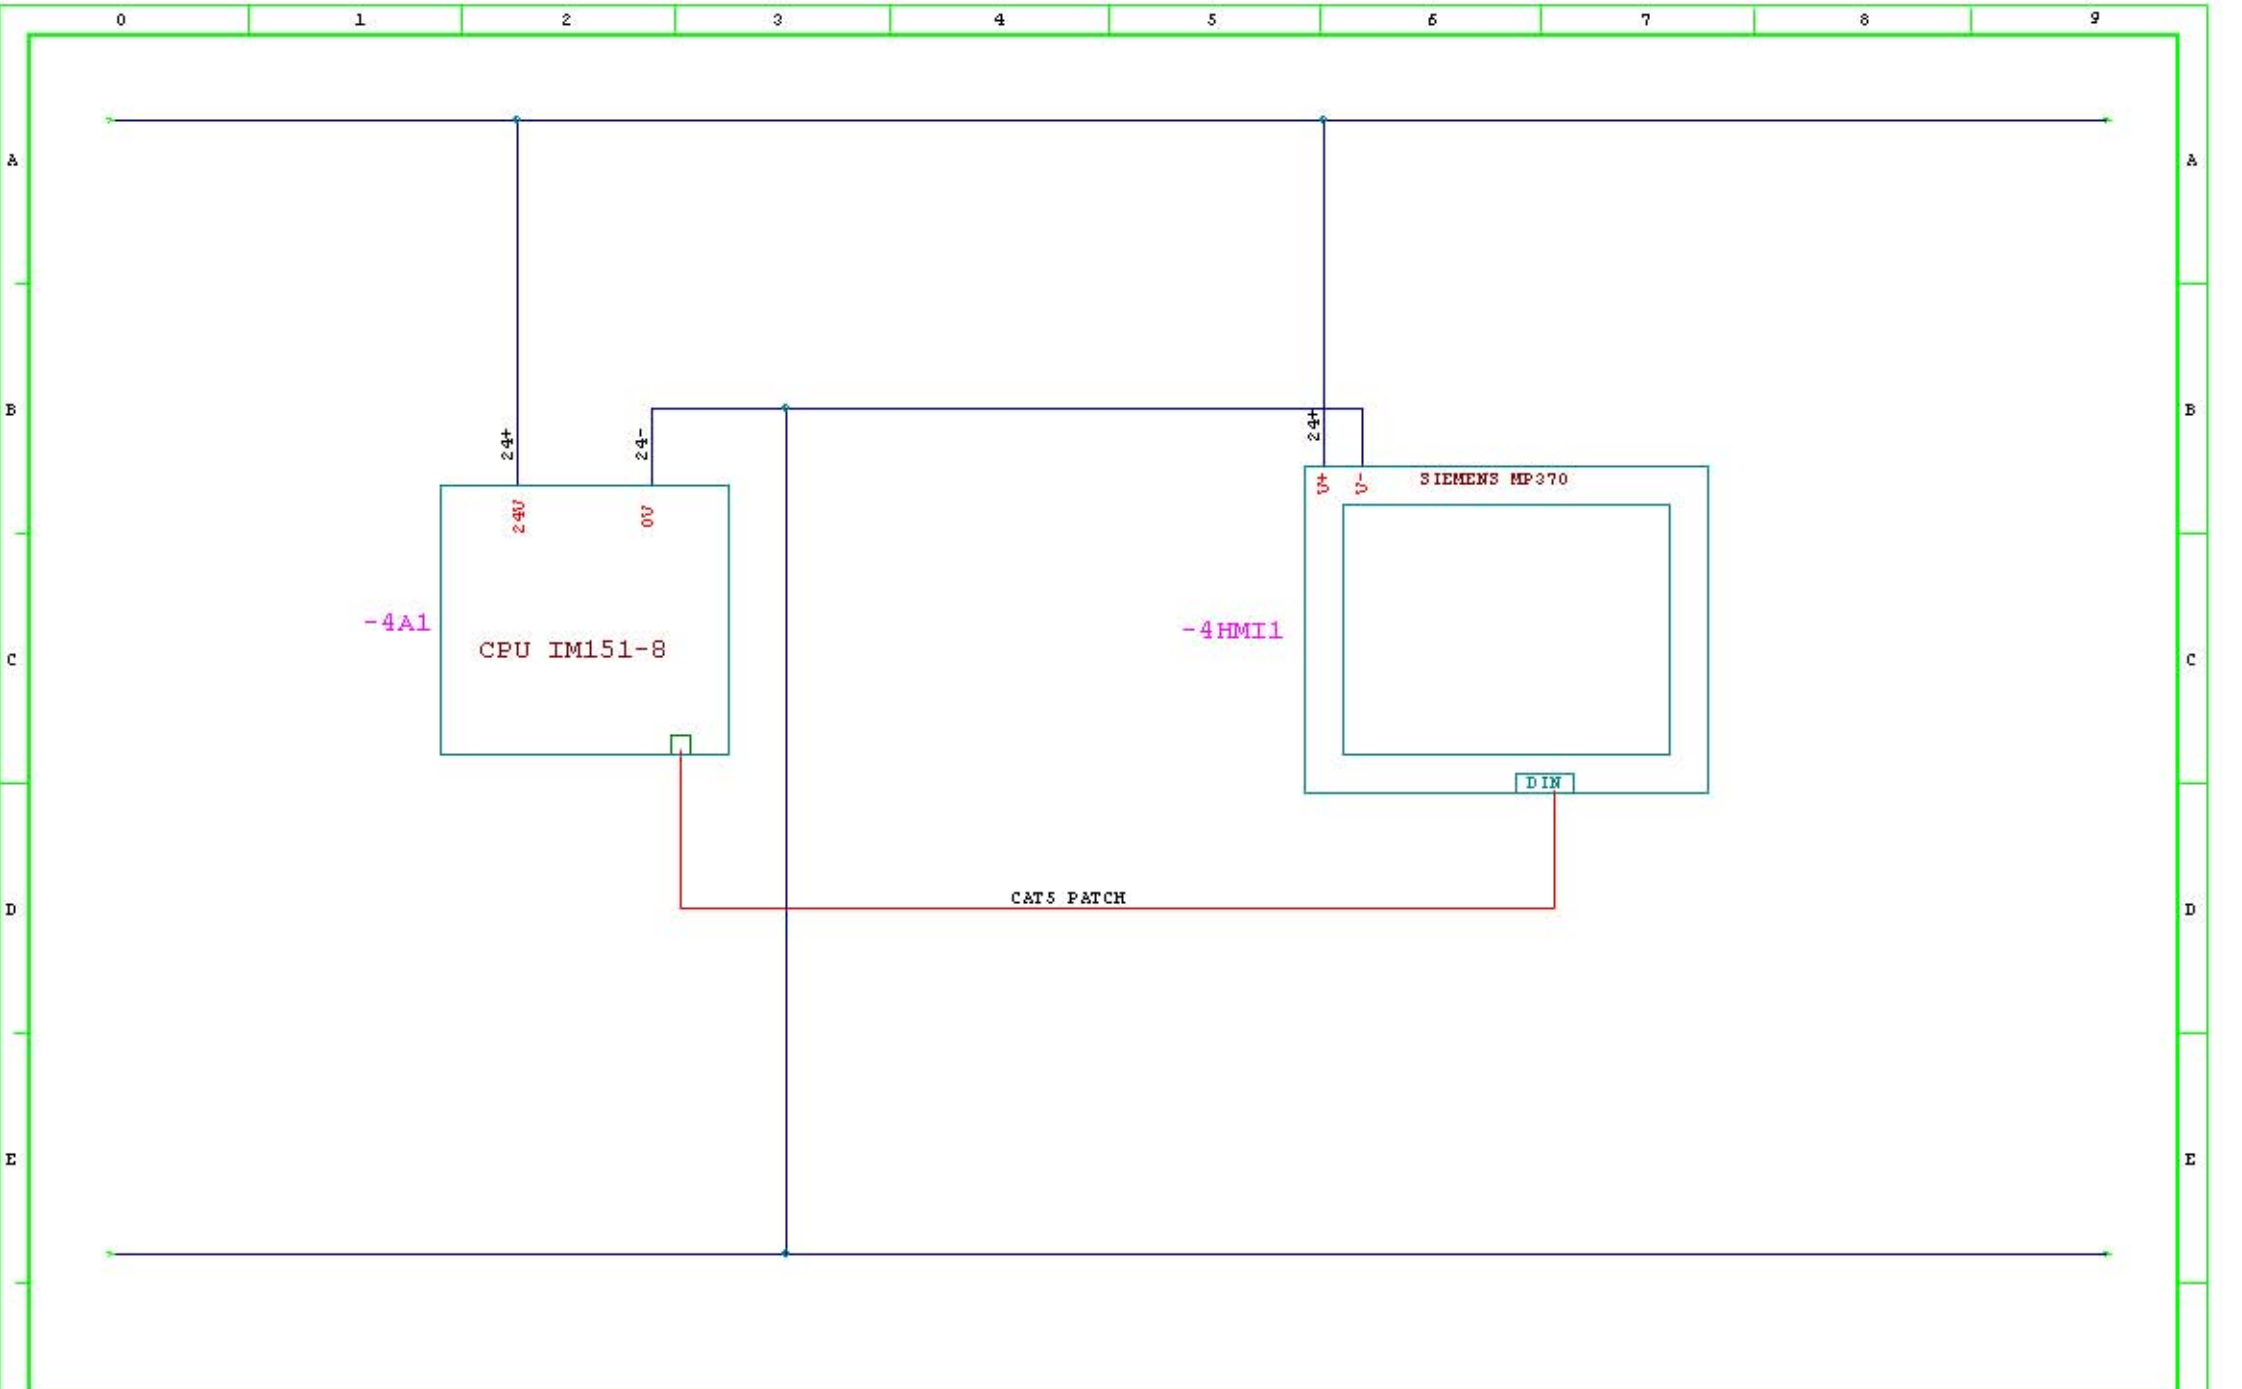 0 1 2 3 4 5 6 7 8 9
A A
B B
24+ 24- 24+
V+ V- SIEMENS MP370
24V 0V
-4A1 -4HMI1
CPU IM151-8
C C
DIN
CAT5 PATCH
D D
E E